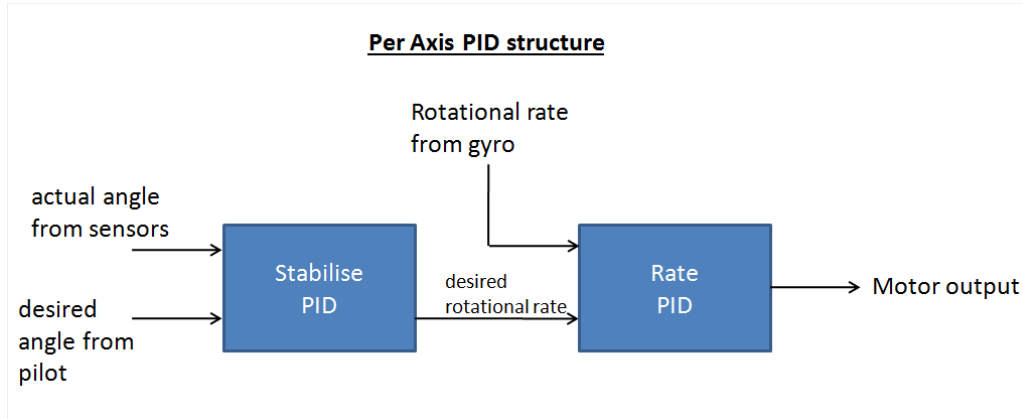 Per Axis PID structure
Rotational rate
from gyro
actual angle
from sensors
Stabilise
PID
desired
rotational rate
Rate
PID
Motor output
desired
angle from
pilot